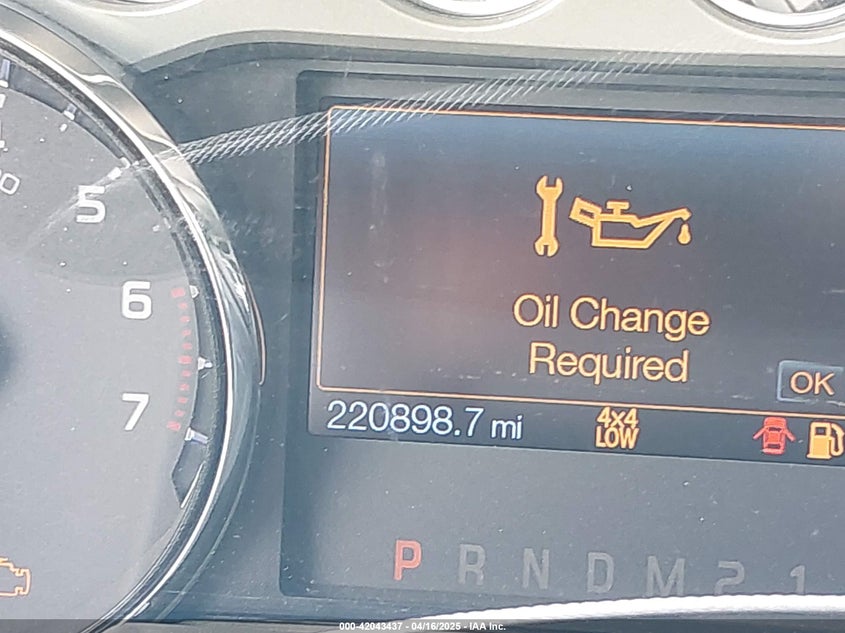 5
6
7
Oil Change
Required
OK
220898.7 mi
4x4
LOW
P R N D M 2 1
000-42043437 - 04/16/2025 - IAA Inc.